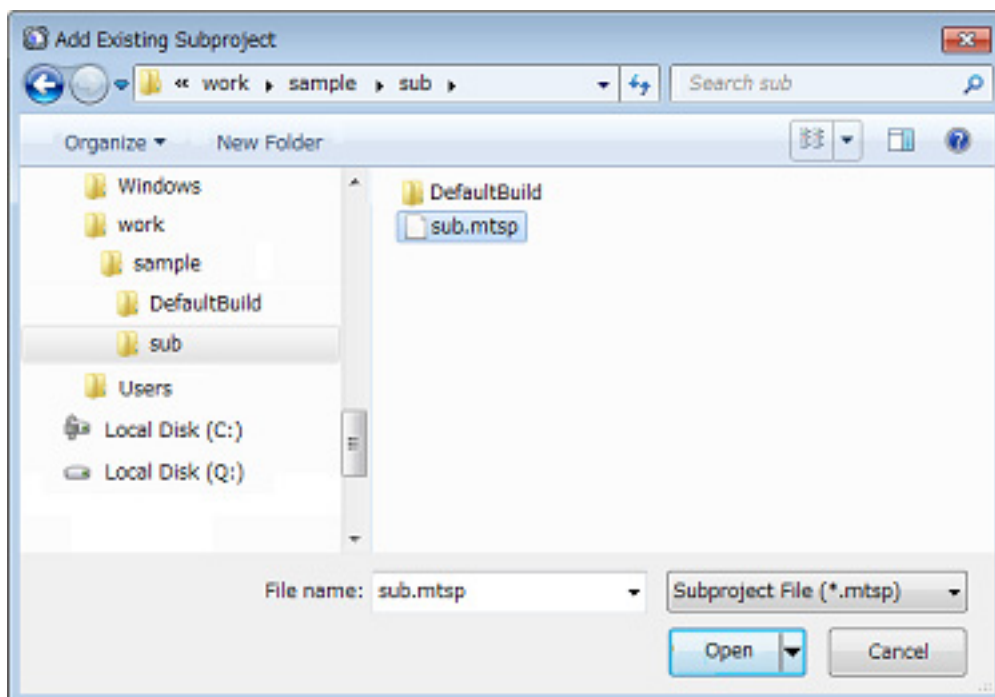 Add Existing Subproject
« work ▸ sample ▸ sub ▸ Search sub
Organize ▾ New Folder
Windows
work
sample
DefaultBuild
sub
Users
Local Disk (C:)
Local Disk (Q:)
DefaultBuild
sub.mtsp
File name: sub.mtsp Subproject File (*.mtsp)
Open Cancel